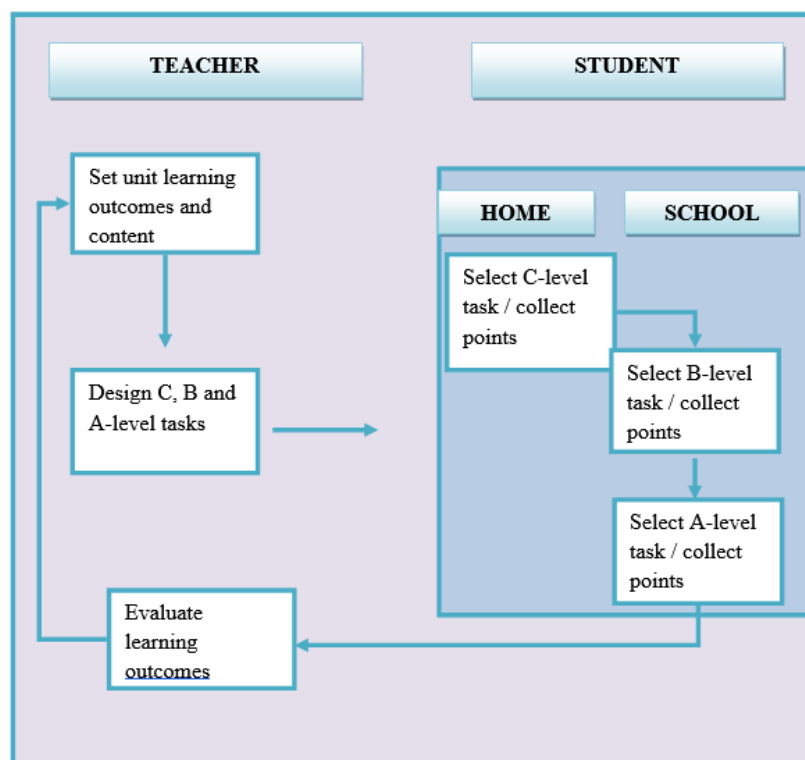 TEACHER
STUDENT
Set unit learning
outcomes and
content
HOME
SCHOOL
Select C-level
task / collect
points
Design C, B and
A-level tasks
Select B-level
task / collect
points
Select A-level
task / collect
points
Evaluate
learning
outcomes